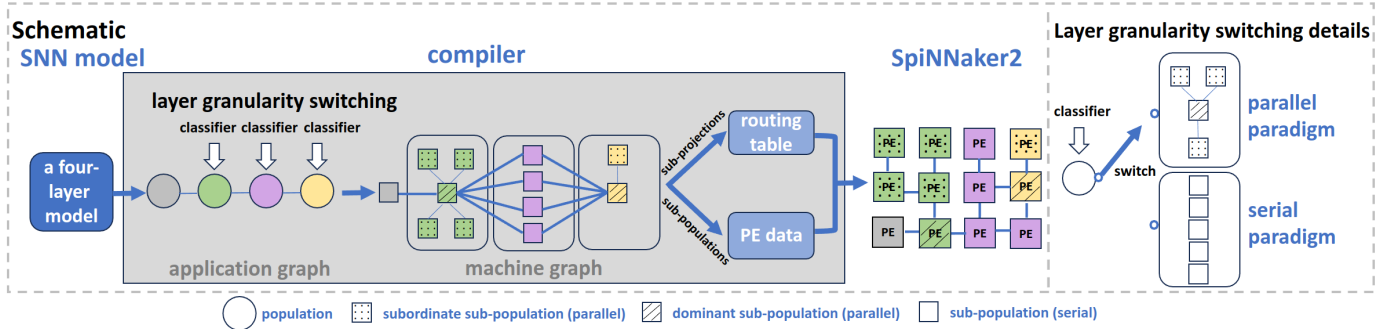 Schematic
SNN model
compiler
SpiNNaker2
layer granularity switching
classifier classifier classifier
a four-
layer
model
application graph
machine graph
sub-projections
sub-populations
routing
table
PE data
PE PE PE PE
PE PE PE PE
PE PE PE PE
Layer granularity switching details
classifier
switch
parallel
paradigm
serial
paradigm
population
subordinate sub-population (parallel)
dominant sub-population (parallel)
sub-population (serial)